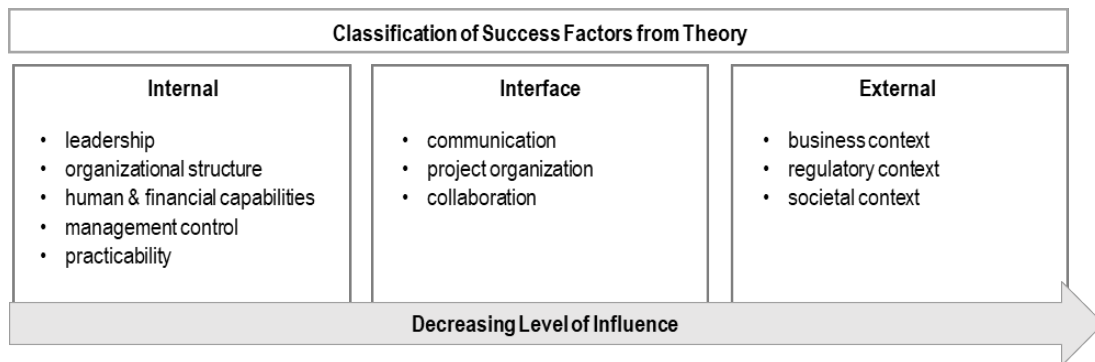 Classification of Success Factors from Theory
Internal
• leadership
• organizational structure
• human & financial capabilities
• management control
• practicability
Interface
• communication
• project organization
• collaboration
External
• business context
• regulatory context
• societal context
Decreasing Level of Influence